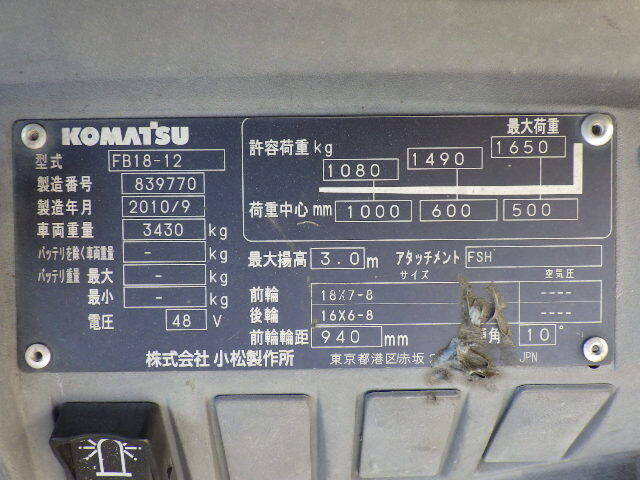 KOMATSU
型式 FB18-12
製造番号 839770
製造年月 2010/9
車両重量 3430 kg
バッテリを除く車両重量 - kg
バッテリ重量 最大 - kg
最小 - kg
電圧 48 V
最大荷重
許容荷重 kg 1080 1490 1650
荷重中心 mm 1000 600 500
最大揚高 3.0 m アタッチメント FSH
サイズ 空気圧
前輪 18X7-8 ----
後輪 16X6-8 ----
前輪輪距 940 mm 角 10°
株式会社 小松製作所 東京都港区赤坂 JPN